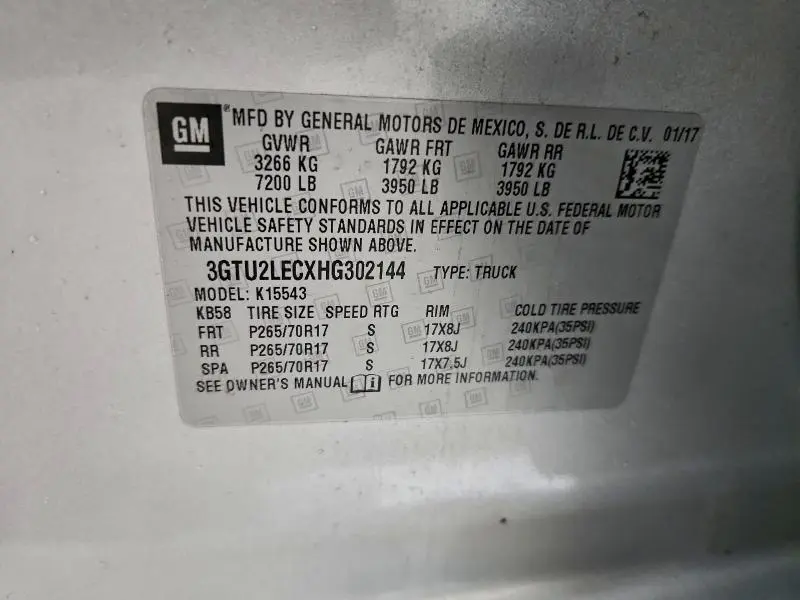 GM ® MFD BY GENERAL MOTORS DE MEXICO, S. DE R.L. DE C.V. 01/17
GVWR GAWR FRT GAWR RR
3266 KG 1792 KG 1792 KG
7200 LB 3950 LB 3950 LB
THIS VEHICLE CONFORMS TO ALL APPLICABLE U.S. FEDERAL MOTOR
VEHICLE SAFETY STANDARDS IN EFFECT ON THE DATE OF
MANUFACTURE SHOWN ABOVE.
3GTU2LECXHG302144 TYPE: TRUCK
MODEL: K15543
KB58 TIRE SIZE SPEED RTG RIM COLD TIRE PRESSURE
FRT P265/70R17 S 17X8J 240KPA(35PSI)
RR P265/70R17 S 17X8J 240KPA(35PSI)
SPA P265/70R17 S 17X7.5J 240KPA(35PSI)
SEE OWNER'S MANUAL FOR MORE INFORMATION.